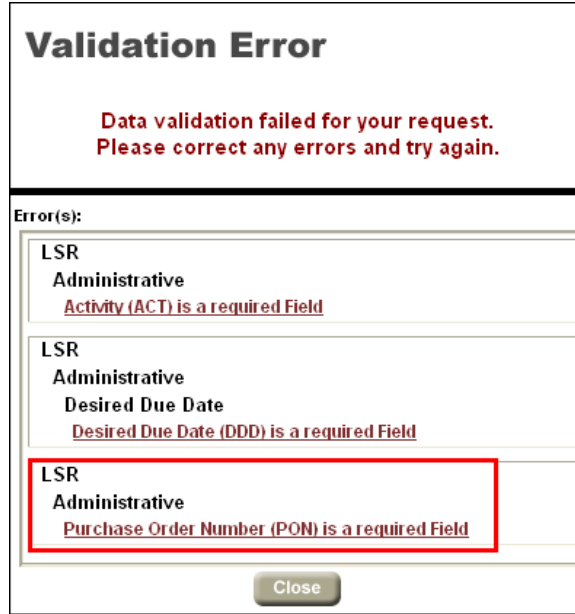 Validation Error
Data validation failed for your request.
Please correct any errors and try again.
Error(s):
LSR
Administrative
Activity (ACT) is a required Field
LSR
Administrative
Desired Due Date
Desired Due Date (DDD) is a required Field
LSR
Administrative
Purchase Order Number (PON) is a required Field
Close